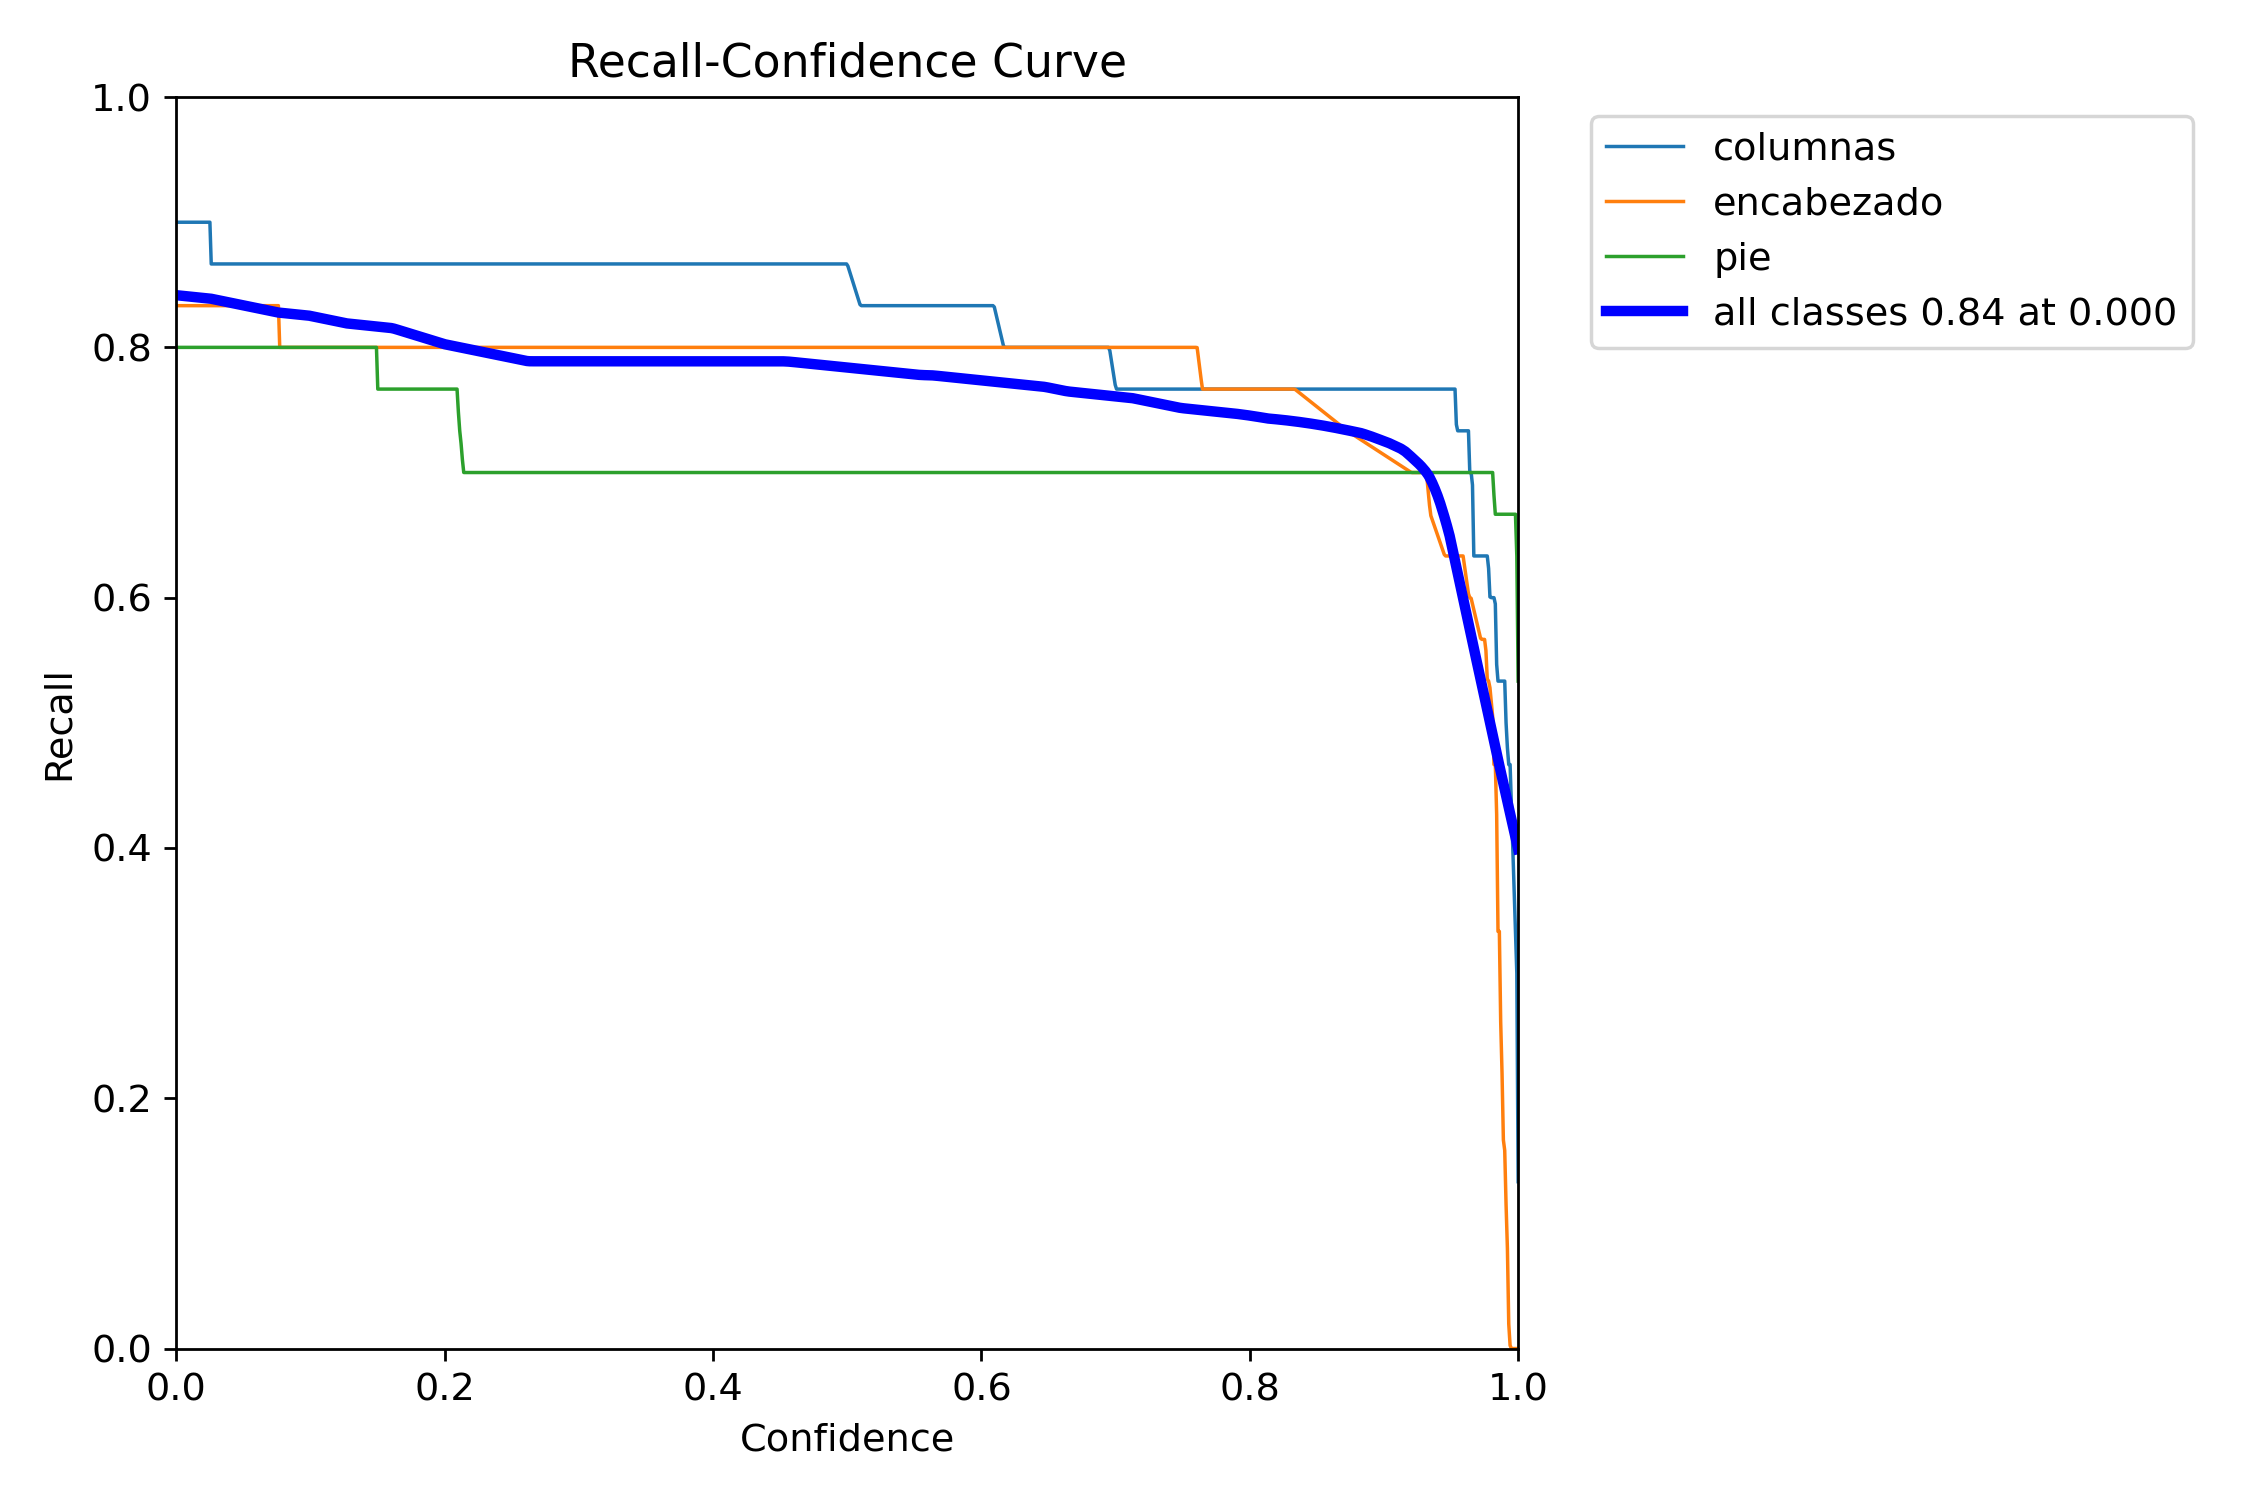 Recall-Confidence Curve
1.0
0.8
0.6
0.4
0.2
0.0
Recall
0.0 0.2 0.4 0.6 0.8 1.0
Confidence
columnas
encabezado
pie
all classes 0.84 at 0.000